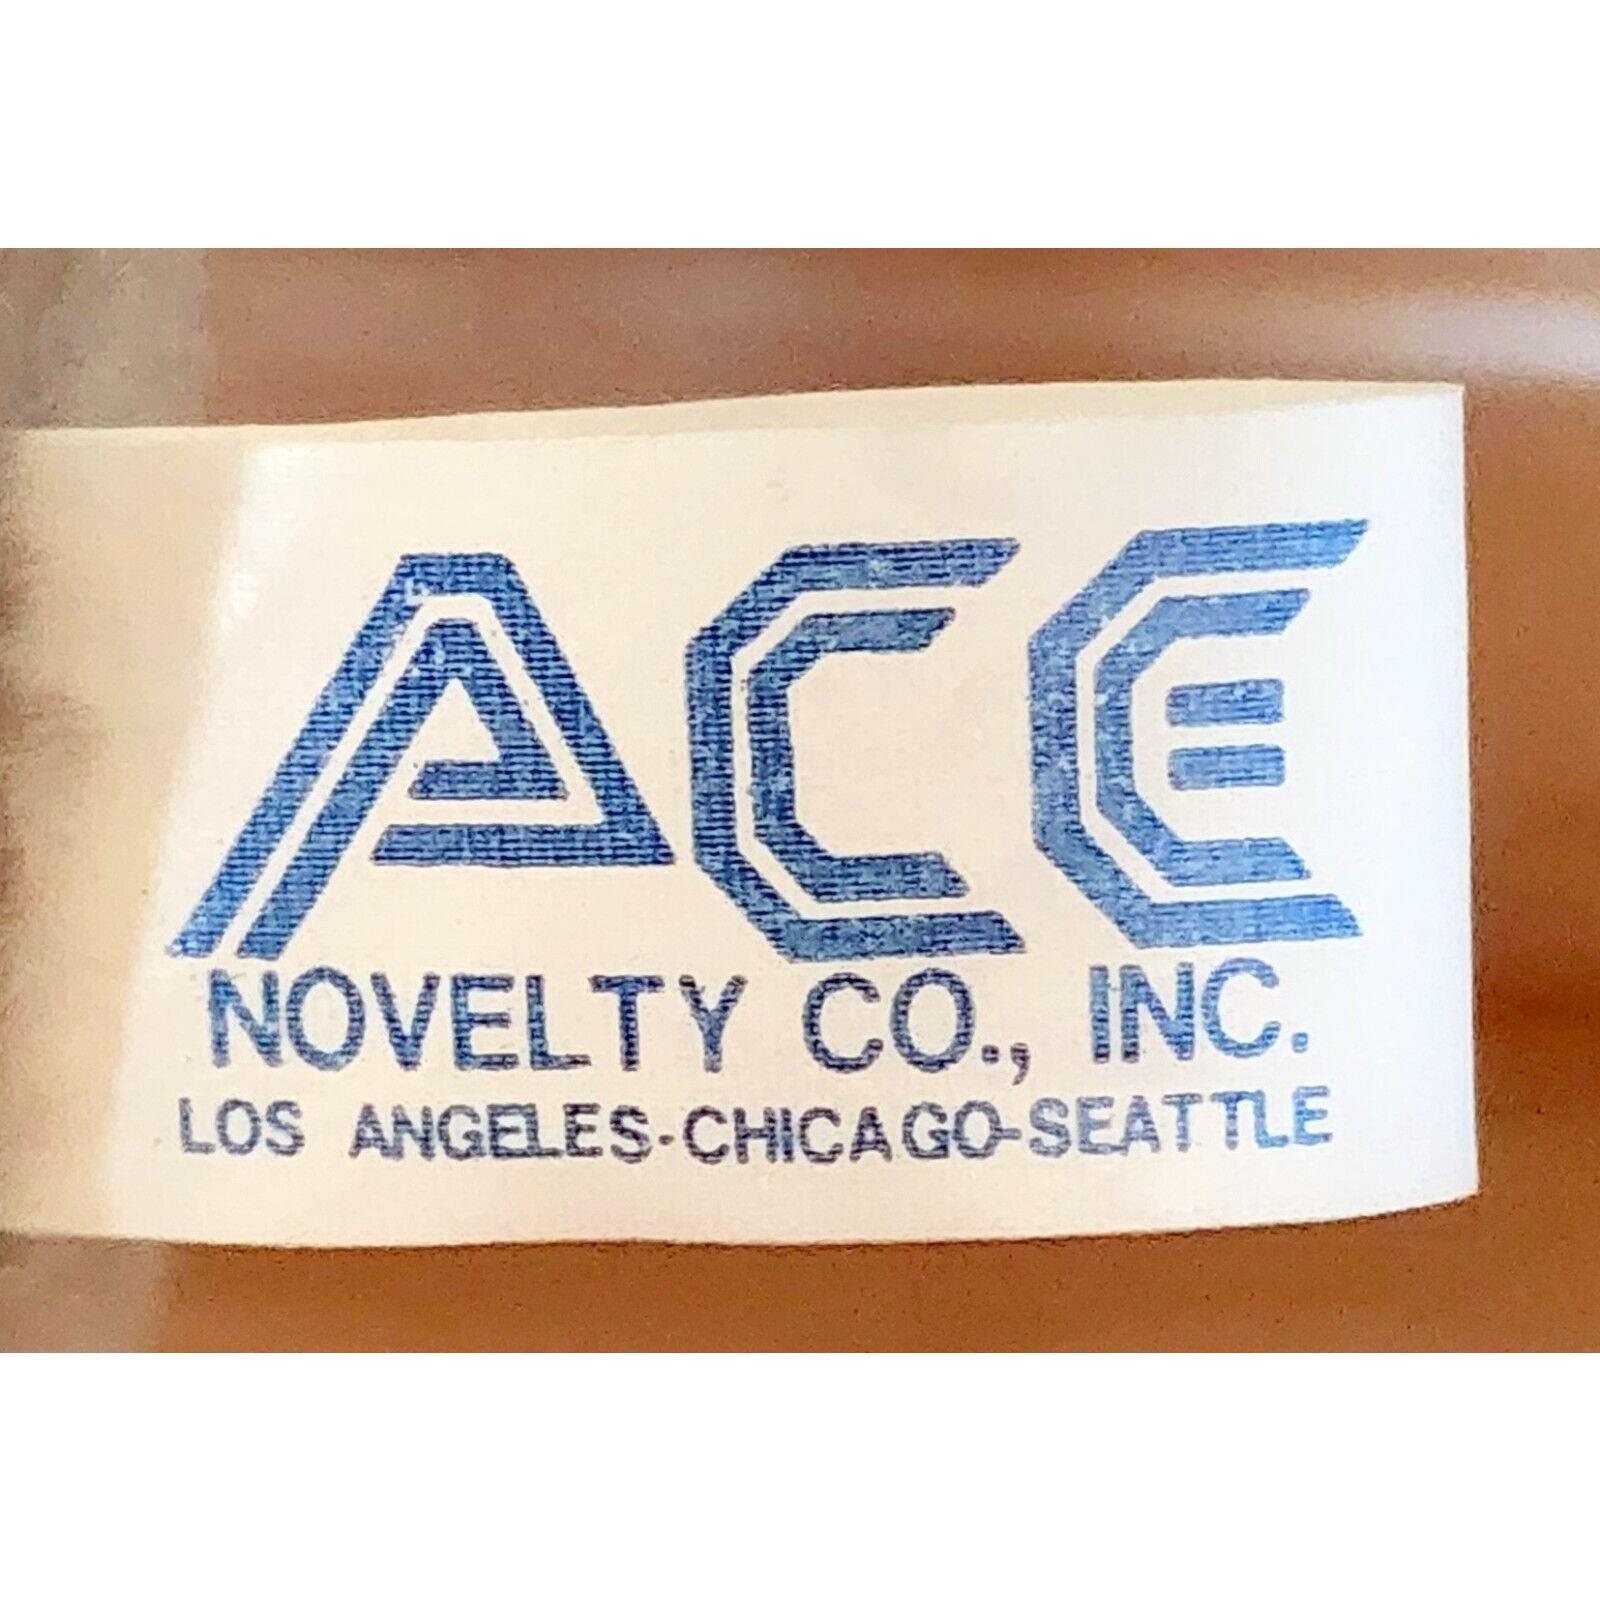 ACE
NOVELTY CO., INC.
LOS ANGELES-CHICAGO-SEATTLE